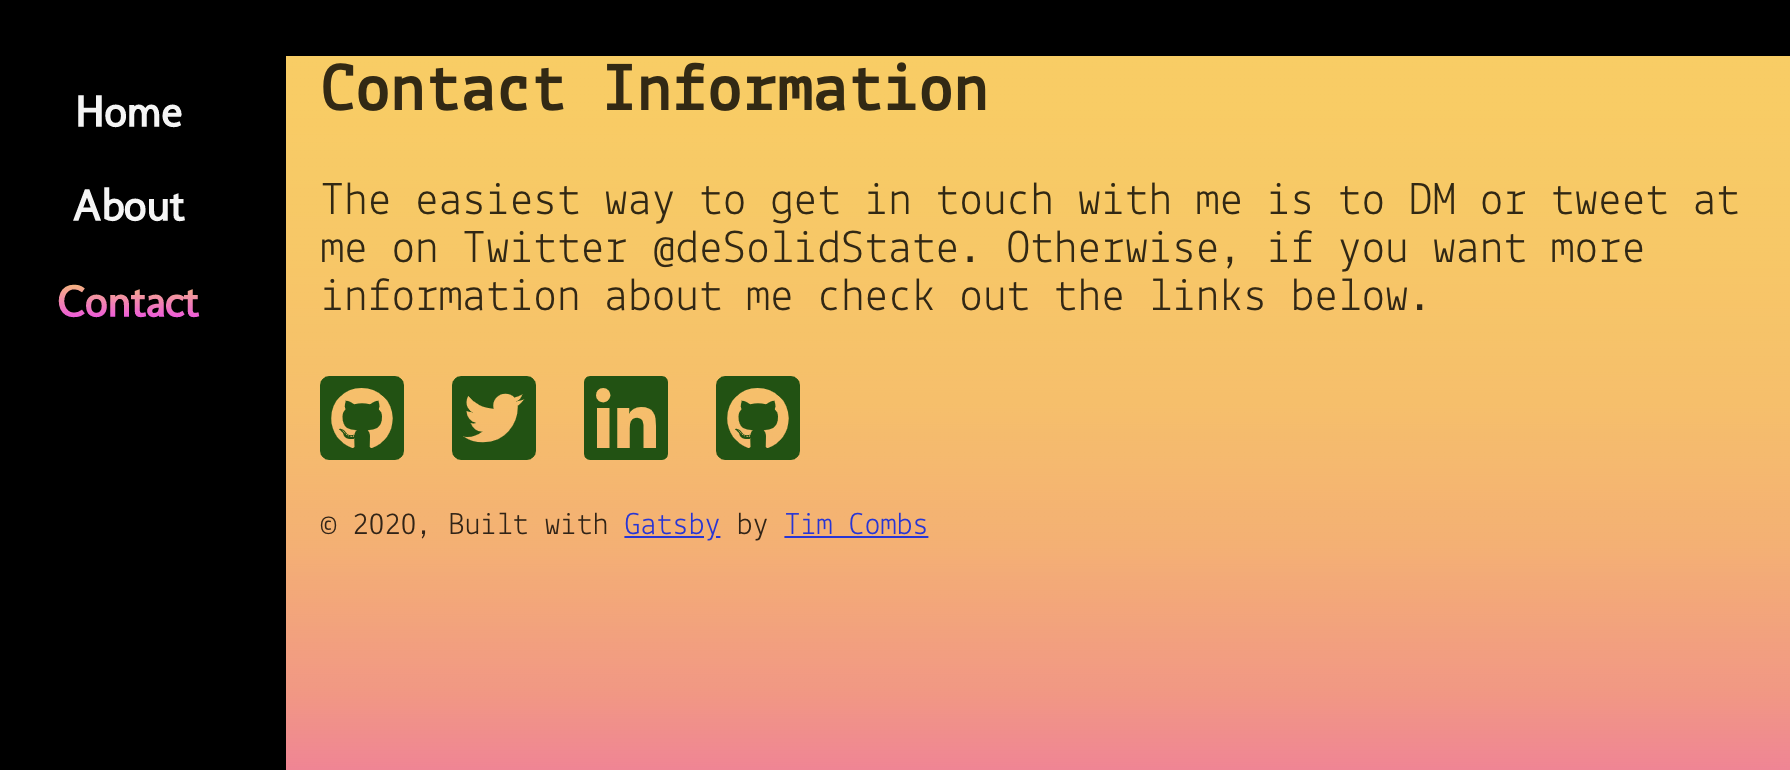 Home
About
Contact
Contact Information
The easiest way to get in touch with me is to DM or tweet at
me on Twitter @deSolidState. Otherwise, if you want more
information about me check out the links below.
in
© 2020, Built with Gatsby by Tim Combs